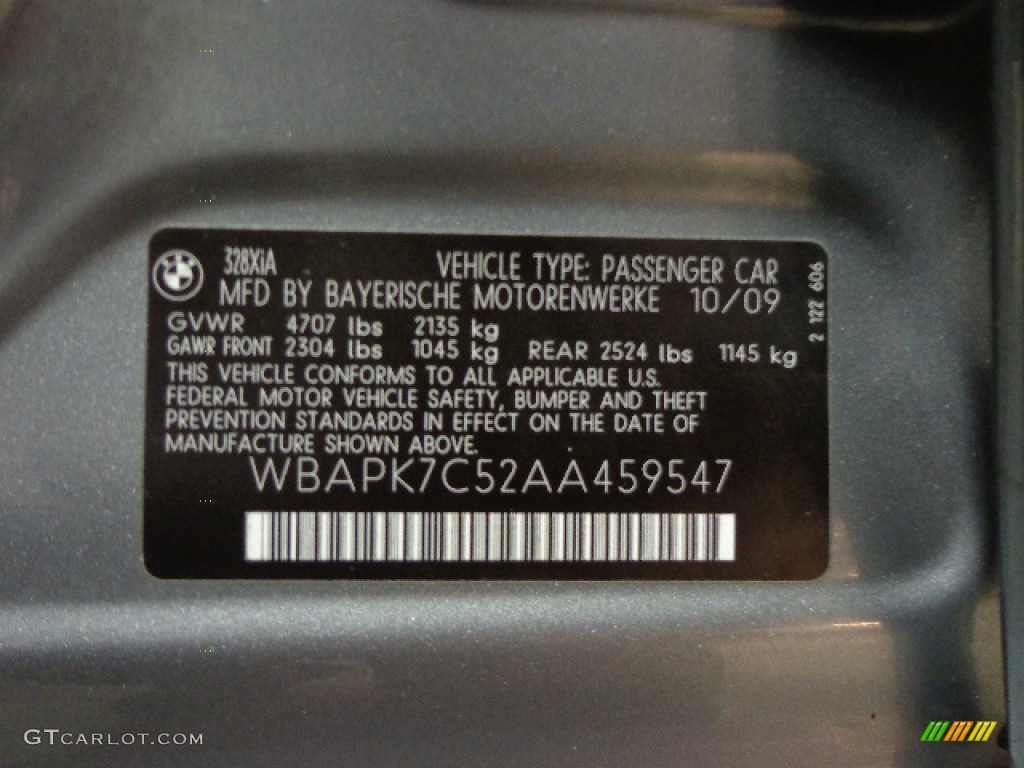 328XiA VEHICLE TYPE: PASSENGER CAR
MFD BY BAYERISCHE MOTORENWERKE 10/09
GVWR 4707 lbs 2135 kg
GAWR FRONT 2304 lbs 1045 kg REAR 2524 lbs 1145 kg
THIS VEHICLE CONFORMS TO ALL APPLICABLE U.S.
FEDERAL MOTOR VEHICLE SAFETY, BUMPER AND THEFT
PREVENTION STANDARDS IN EFFECT ON THE DATE OF
MANUFACTURE SHOWN ABOVE.
WBAPK7C52AA459547
2 122 606
GTCARLOT.COM